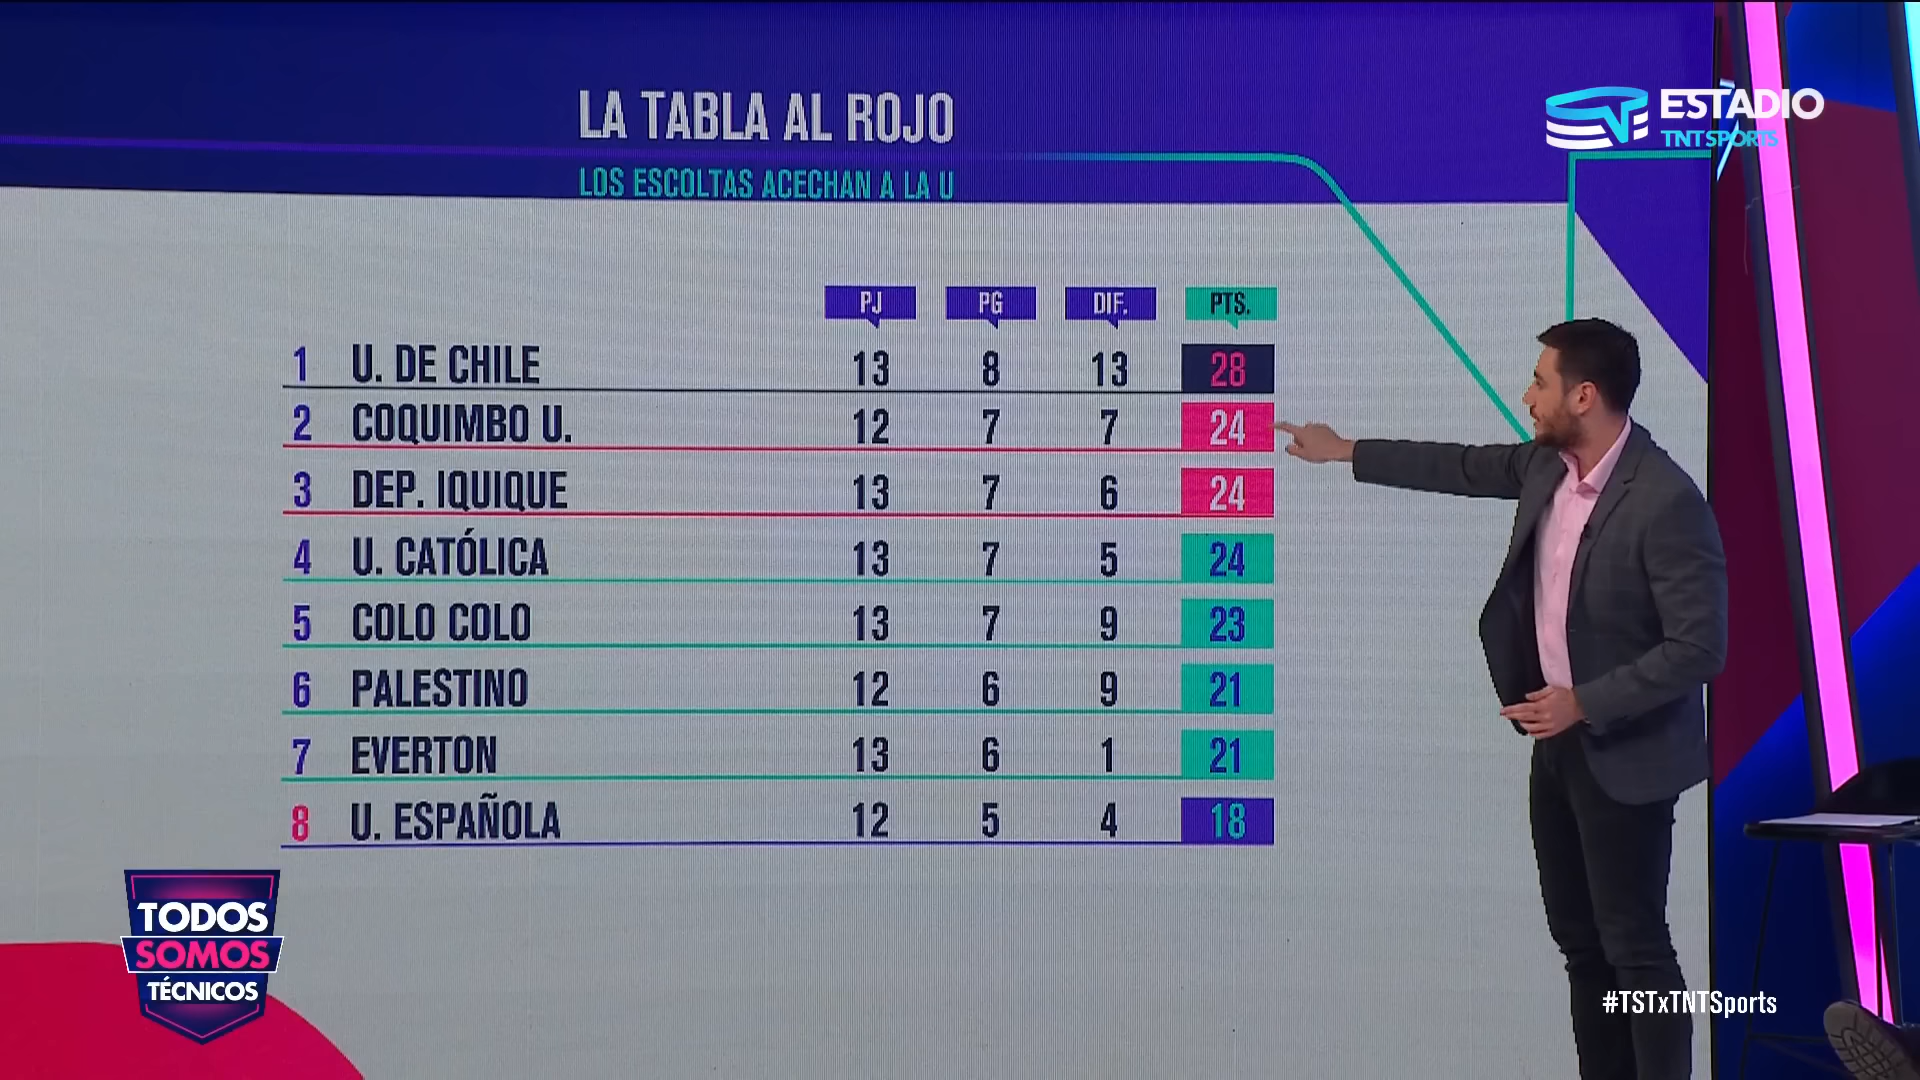 LA TABLA AL ROJO
LOS ESCOLTAS ACECHAN A LA U
ESTADIO
TNT SPORTS
PJ PG DIF. PTS.
1 U. DE CHILE 13 8 13 28
2 COQUIMBO U. 12 7 7 24
3 DEP. IQUIQUE 13 7 6 24
4 U. CATÓLICA 13 7 5 24
5 COLO COLO 13 7 9 23
6 PALESTINO 12 6 9 21
7 EVERTON 13 6 1 21
8 U. ESPAÑOLA 12 5 4 18
TODOS
SOMOS
TÉCNICOS
#TSTxTNTSports